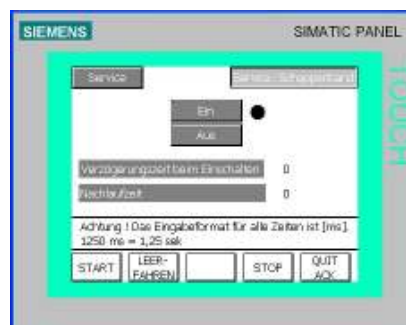 SIEMENS
SIMATIC PANEL
TOUCH
Service
Service : Schuppenband
Ein
Aus
Verzögerungszeit beim Einschalten 0
Nachlaufzeit 0
Achtung ! Das Eingabeformat für alle Zeiten ist [ms].
1250 ms = 1,25 sek
START LEER- STOP QUIT
FAHREN ACK